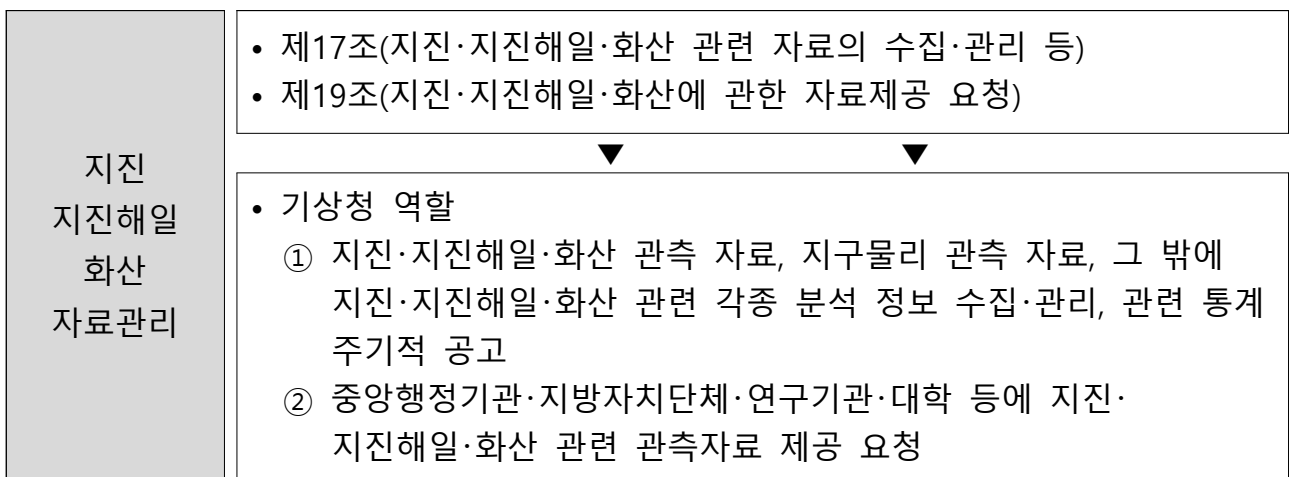 지진
지진해일
화산
자료관리
• 제17조(지진·지진해일·화산 관련 자료의 수집·관리 등)
• 제19조(지진·지진해일·화산에 관한 자료제공 요청)
▼ ▼
• 기상청 역할
① 지진·지진해일·화산 관측 자료, 지구물리 관측 자료, 그 밖에
지진·지진해일·화산 관련 각종 분석 정보 수집·관리, 관련 통계
주기적 공고
② 중앙행정기관·지방자치단체·연구기관·대학 등에 지진·
지진해일·화산 관련 관측자료 제공 요청